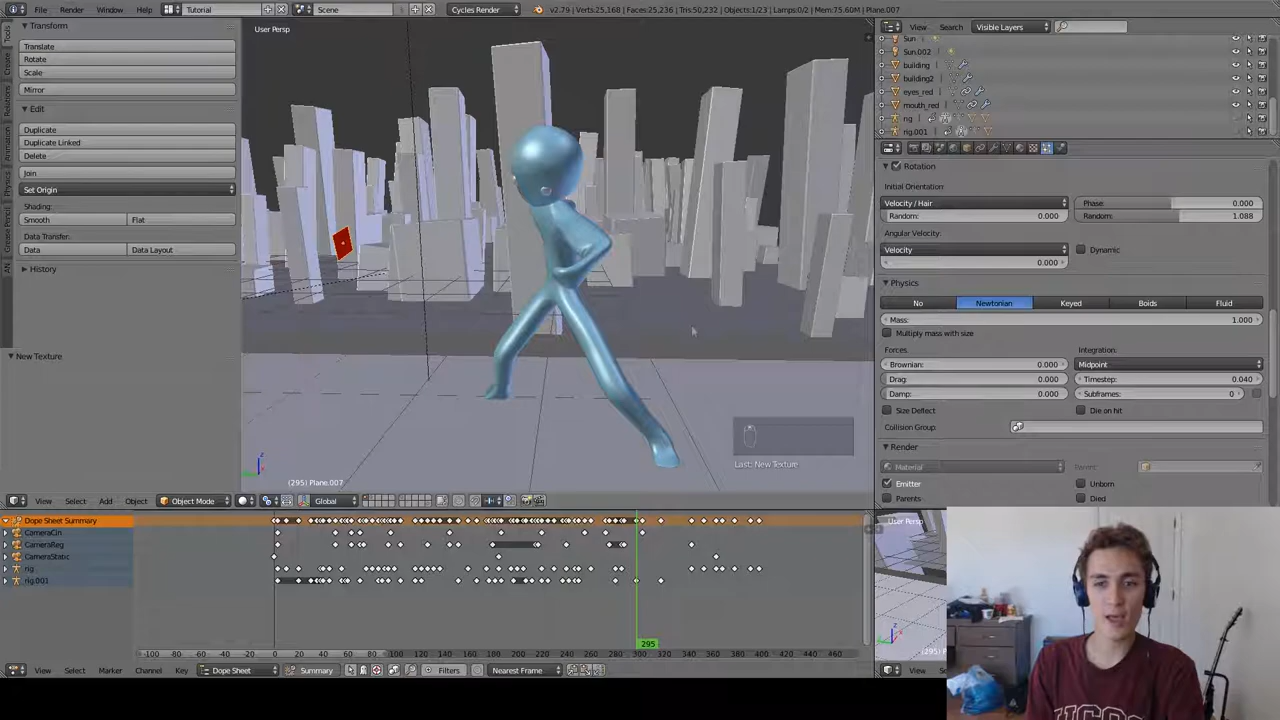 File Render Window Help Tutorial Scene Cycles Render v2.79 | Verts:25,168 | Faces:25,236 | Tris:50,232 | Objects:1/23 | Lamps:0/2 | Mem:75.60M | Plane.007
Transform
Translate
Rotate
Scale
Mirror
Edit
Duplicate
Duplicate Linked
Delete
Join
Set Origin
Shading:
Smooth Flat
Data Transfer:
Data Data Layout
History
New Texture
Tools
Create
Relations
Animation
Physics
Grease Pencil
AN
User Persp
Last: New Texture
(295) Plane.007
View Select Add Object Object Mode Global
View Search Visible Layers
Sun
Sun.002
building
building2
eyes_red
mouth_red
rig
rig.001
Rotation
Initial Orientation:
Velocity / Hair Phase: 0.000
Random: 0.000 Random: 1.088
Angular Velocity:
Velocity Dynamic
0.000
Physics
No Newtonian Keyed Boids Fluid
Mass: 1.000
Multiply mass with size
Forces: Integration:
Brownian: 0.000 Midpoint
Drag: 0.000 Timestep: 0.040
Damp: 0.000 Subframes: 0
Size Deflect Die on hit
Collision Group:
Render
Material Parent:
Emitter Unborn
Parents Died
User Persp
Dope Sheet Summary
CameraCin
CameraReg
CameraStatic
rig
rig.001
295
-100 -80 -60 -40 -20 0 20 40 60 80 100 120 140 160 180 200 220 240 260 280 300 320 340 360 380 400 420 440 460
View Select Marker Channel Key Dope Sheet Summary Filters Nearest Frame